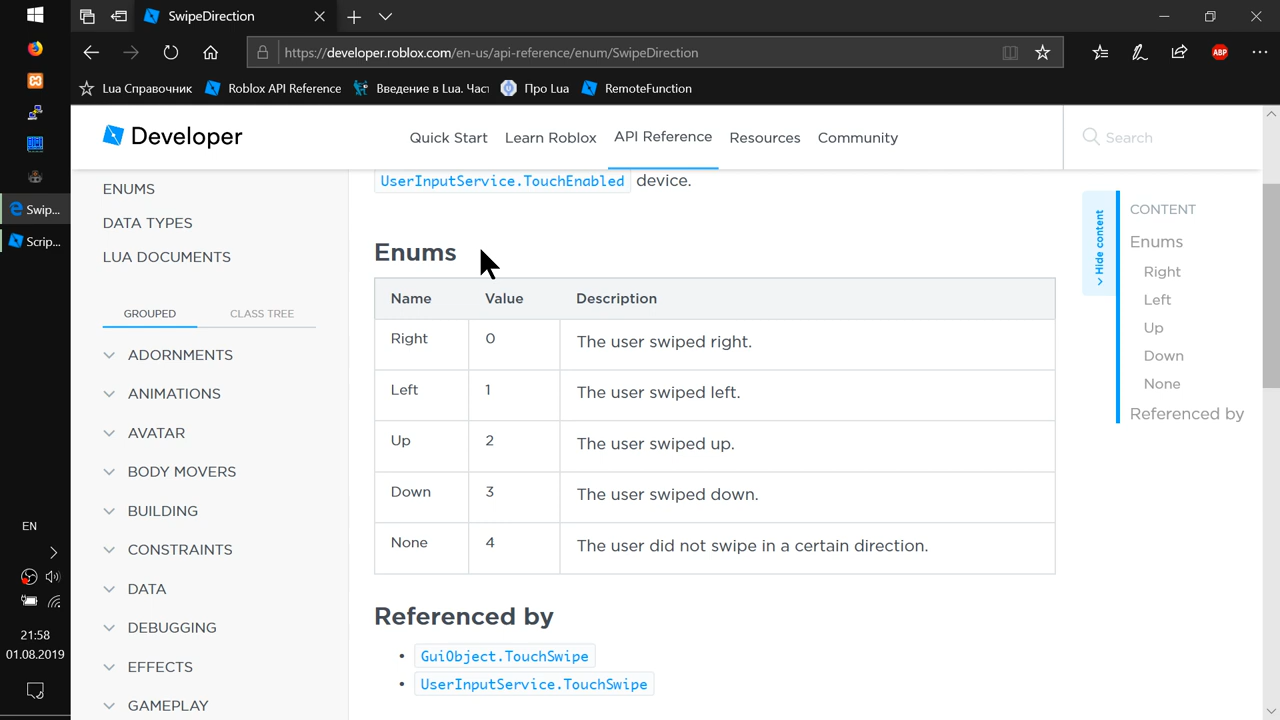 SwipeDirection
https://developer.roblox.com/en-us/api-reference/enum/SwipeDirection
ABP
Lua Справочник
Roblox API Reference
Введение в Lua. Част
Про Lua
RemoteFunction
Developer
Quick Start
Learn Roblox
API Reference
Resources
Community
Search
Swip...
Scrip...
EN
21:58
01.08.2019
ENUMS
DATA TYPES
LUA DOCUMENTS
GROUPED
CLASS TREE
ADORNMENTS
ANIMATIONS
AVATAR
BODY MOVERS
BUILDING
CONSTRAINTS
DATA
DEBUGGING
EFFECTS
GAMEPLAY
UserInputService.TouchEnabled device.
Enums
Name Value Description
Right 0 The user swiped right.
Left 1 The user swiped left.
Up 2 The user swiped up.
Down 3 The user swiped down.
None 4 The user did not swipe in a certain direction.
Referenced by
GuiObject.TouchSwipe
UserInputService.TouchSwipe
Hide content
CONTENT
Enums
Right
Left
Up
Down
None
Referenced by